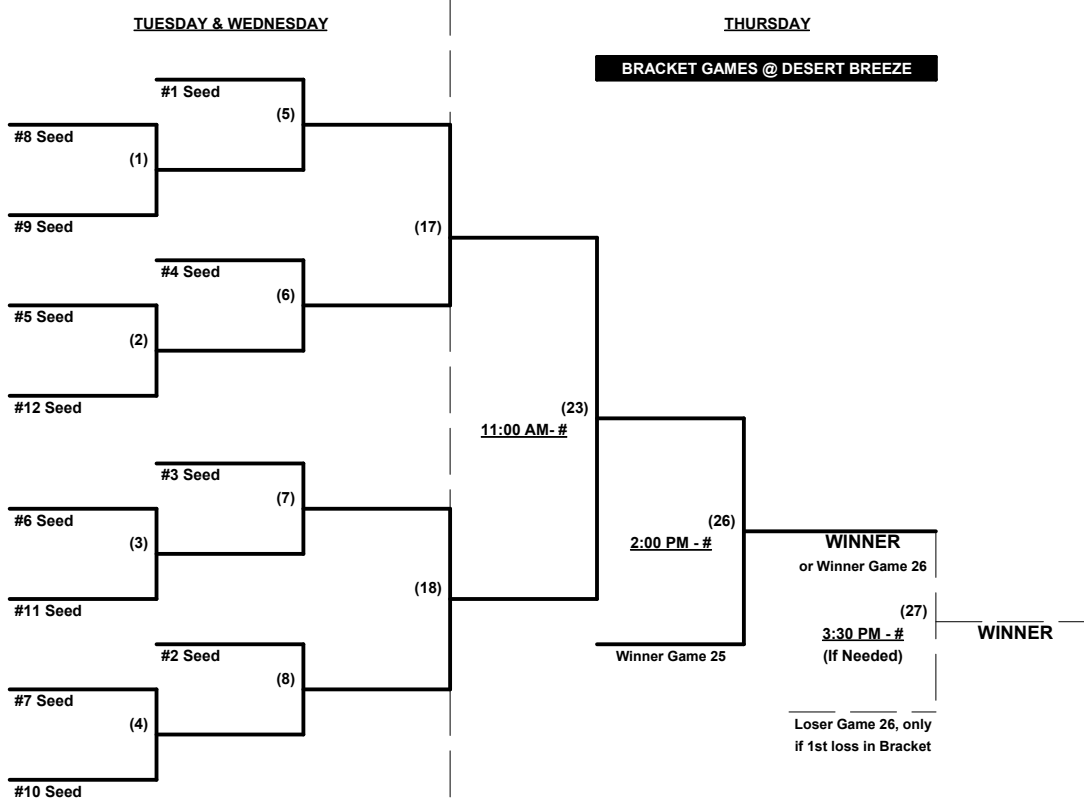 TUESDAY & WEDNESDAY
THURSDAY
BRACKET GAMES @ DESERT BREEZE
#1 Seed
(5)
#8 Seed
(1)
#9 Seed
(17)
#4 Seed
(6)
#5 Seed
(2)
#12 Seed
(23)
11:00 AM- #
#3 Seed
(7)
#6 Seed
(3)
#11 Seed
(18)
#2 Seed
(8)
#7 Seed
(4)
#10 Seed
(26)
2:00 PM - #
Winner Game 25
WINNER
or Winner Game 26
(27)
3:30 PM - #
(If Needed)
WINNER
Loser Game 26, only
if 1st loss in Bracket